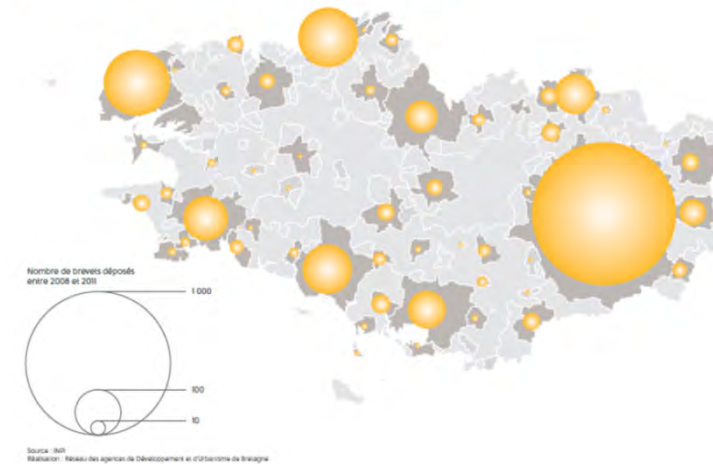 Nombre de brevets déposés
entre 2008 et 2011
1 000
100
10
Source : INPI
Réalisation : Réseau des agences de Développement et d'Urbanisme de Bretagne